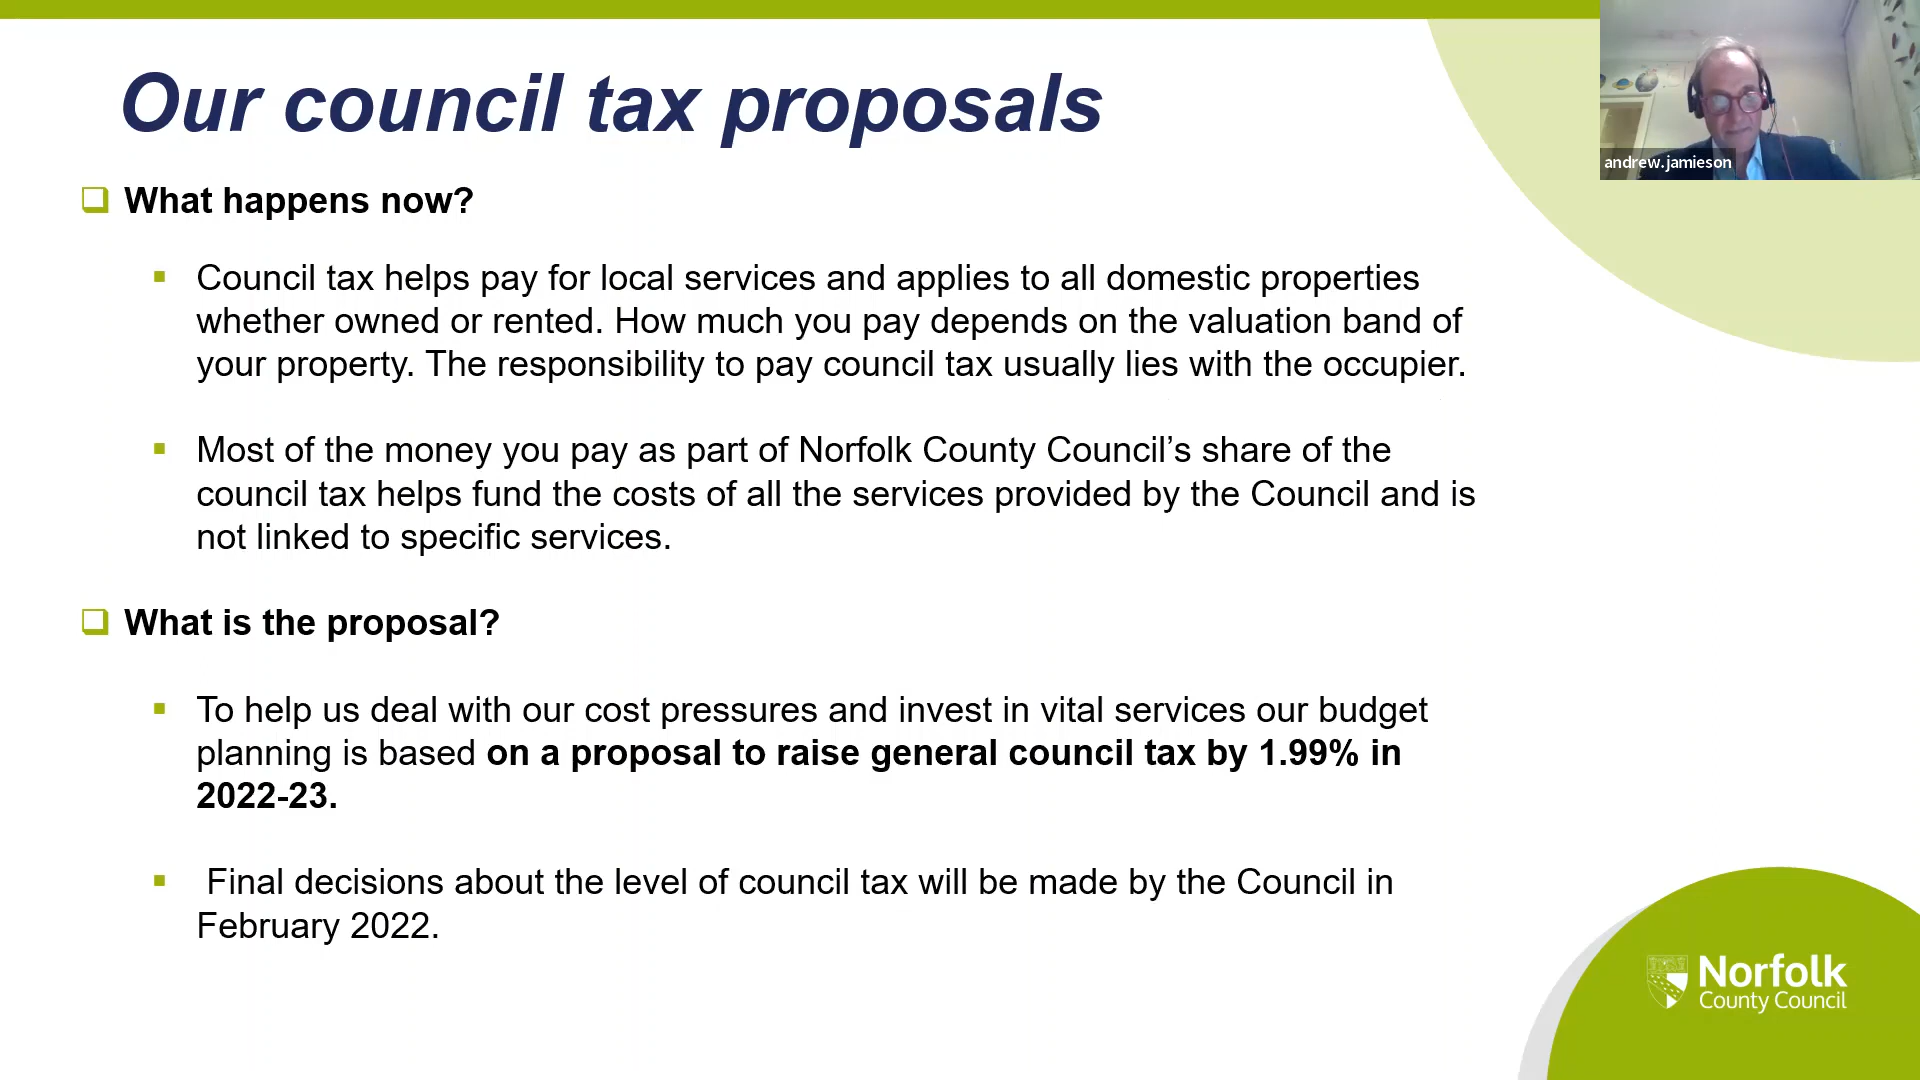 Our council tax proposals
andrew.jamieson
What happens now?
Council tax helps pay for local services and applies to all domestic properties
whether owned or rented. How much you pay depends on the valuation band of
your property. The responsibility to pay council tax usually lies with the occupier.
Most of the money you pay as part of Norfolk County Council’s share of the
council tax helps fund the costs of all the services provided by the Council and is
not linked to specific services.
What is the proposal?
To help us deal with our cost pressures and invest in vital services our budget
planning is based on a proposal to raise general council tax by 1.99% in
2022-23.
Final decisions about the level of council tax will be made by the Council in
February 2022.
Norfolk
County Council